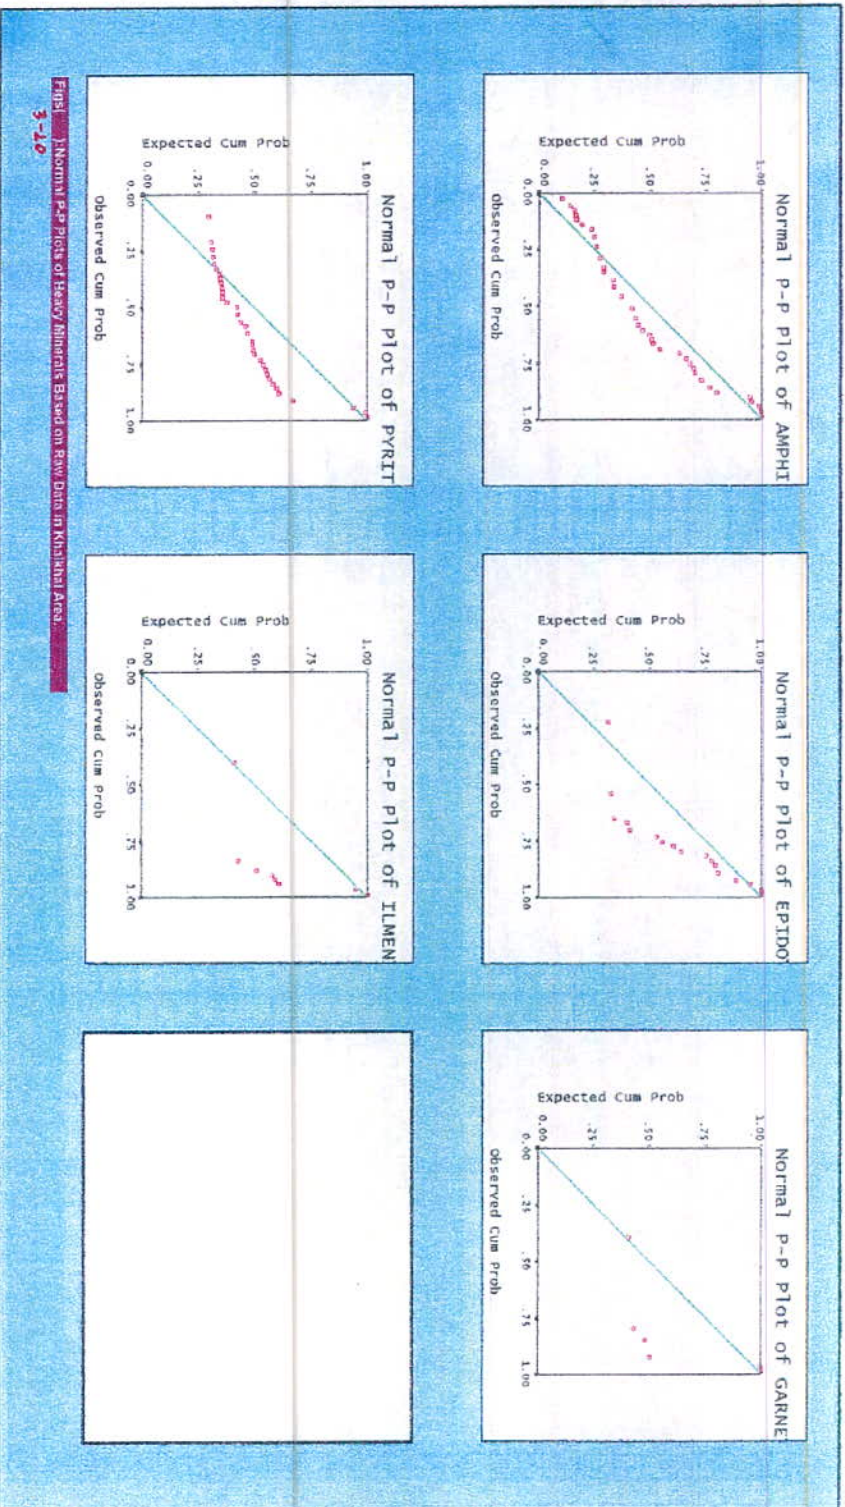 Normal P-P Plot of AMPHI
Expected Cum Prob
1.00
.75
.50
.25
0.00
0.00 .25 .50 .75 1.00
Observed Cum Prob
Normal P-P Plot of EPIDOT
Expected Cum Prob
1.00
.75
.50
.25
0.00
0.00 .25 .50 .75 1.00
Observed Cum Prob
Normal P-P Plot of GARNE
Expected Cum Prob
1.00
.75
.50
.25
0.00
0.00 .25 .50 .75 1.00
Observed Cum Prob
Normal P-P Plot of PYRIT
Expected Cum Prob
1.00
.75
.50
.25
0.00
0.00 .25 .50 .75 1.00
Observed Cum Prob
Normal P-P Plot of ILMEN
Expected Cum Prob
1.00
.75
.50
.25
0.00
0.00 .25 .50 .75 1.00
Observed Cum Prob
Figs( ):Normal P-P Plots of Heavy Minerals Based on Raw Data in Khalkhal Area.
3-20